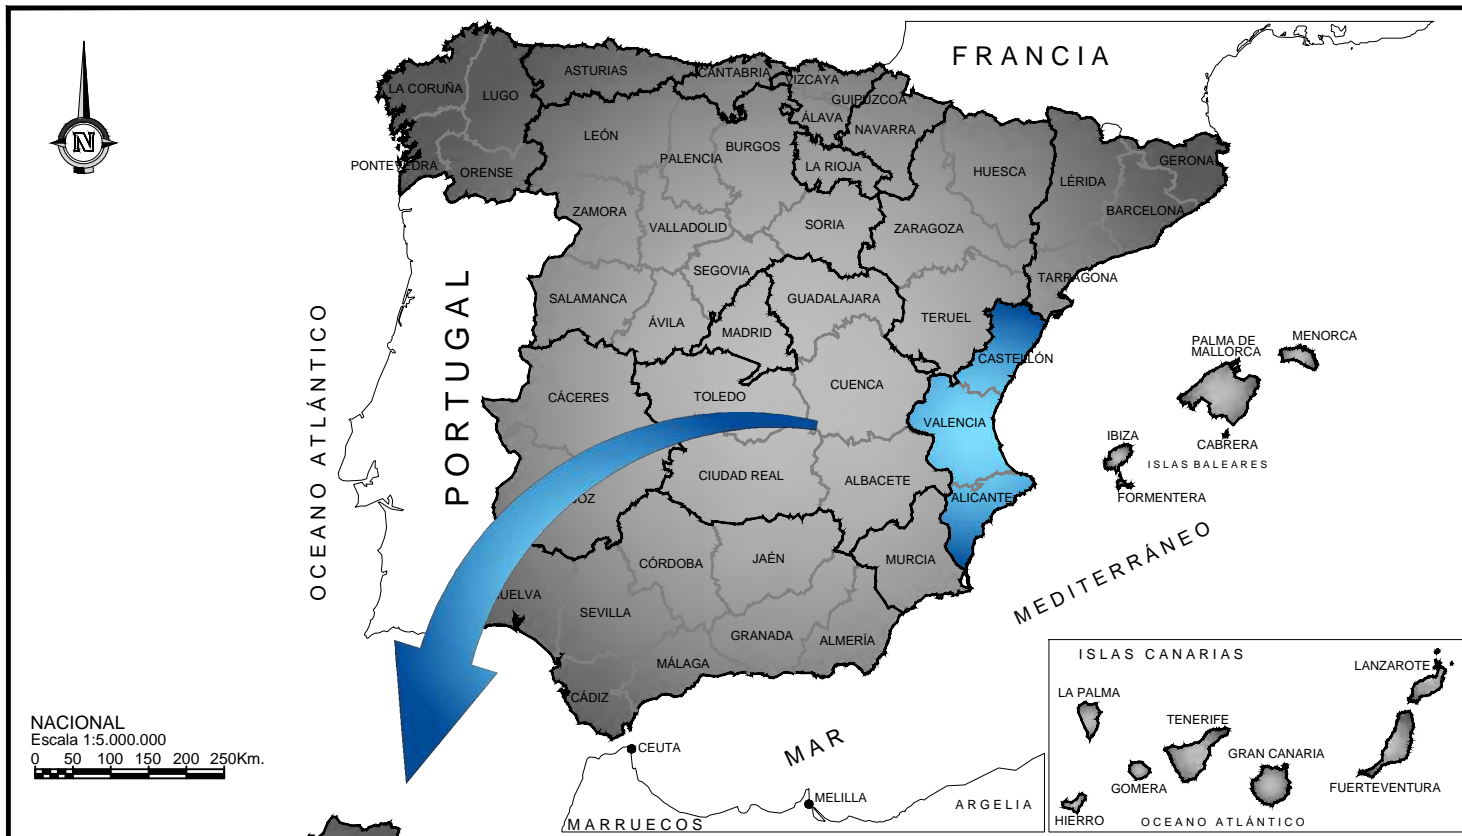 FRANCIA
ASTURIAS
CANTABRIA
VIZCAYA
GUIPÚZCOA
LA CORUÑA
LUGO
ÁLAVA
NAVARRA
LEÓN
PALENCIA
BURGOS
LA RIOJA
HUESCA
LÉRIDA
GERONA
BARCELONA
N
PONTEVEDRA
ORENSE
ZAMORA
VALLADOLID
SORIA
ZARAGOZA
SEGOVIA
TARRAGONA
SALAMANCA
ÁVILA
MADRID
GUADALAJARA
TERUEL
CASTELLÓN
PALMA DE
MALLORCA
MENORCA
CÁCERES
TOLEDO
CUENCA
VALENCIA
CABRERA
IBIZA
ISLAS BALEARES
FORMENTERA
PORTUGAL
OCEANO ATLÁNTICO
OZ
CIUDAD REAL
ALBACETE
ALICANTE
CÓRDOBA
JAÉN
MURCIA
HUELVA
SEVILLA
GRANADA
ALMERÍA
MÁLAGA
CÁDIZ
MAR
MEDITERRÁNEO
CEUTA
MELILLA
MARRUECOS
ARGELIA
NACIONAL
Escala 1:5.000.000
0 50 100 150 200 250Km.
ISLAS CANARIAS
LANZAROTE
LA PALMA
TENERIFE
GRAN CANARIA
GOMERA
FUERTEVENTURA
HIERRO
OCEANO ATLÁNTICO